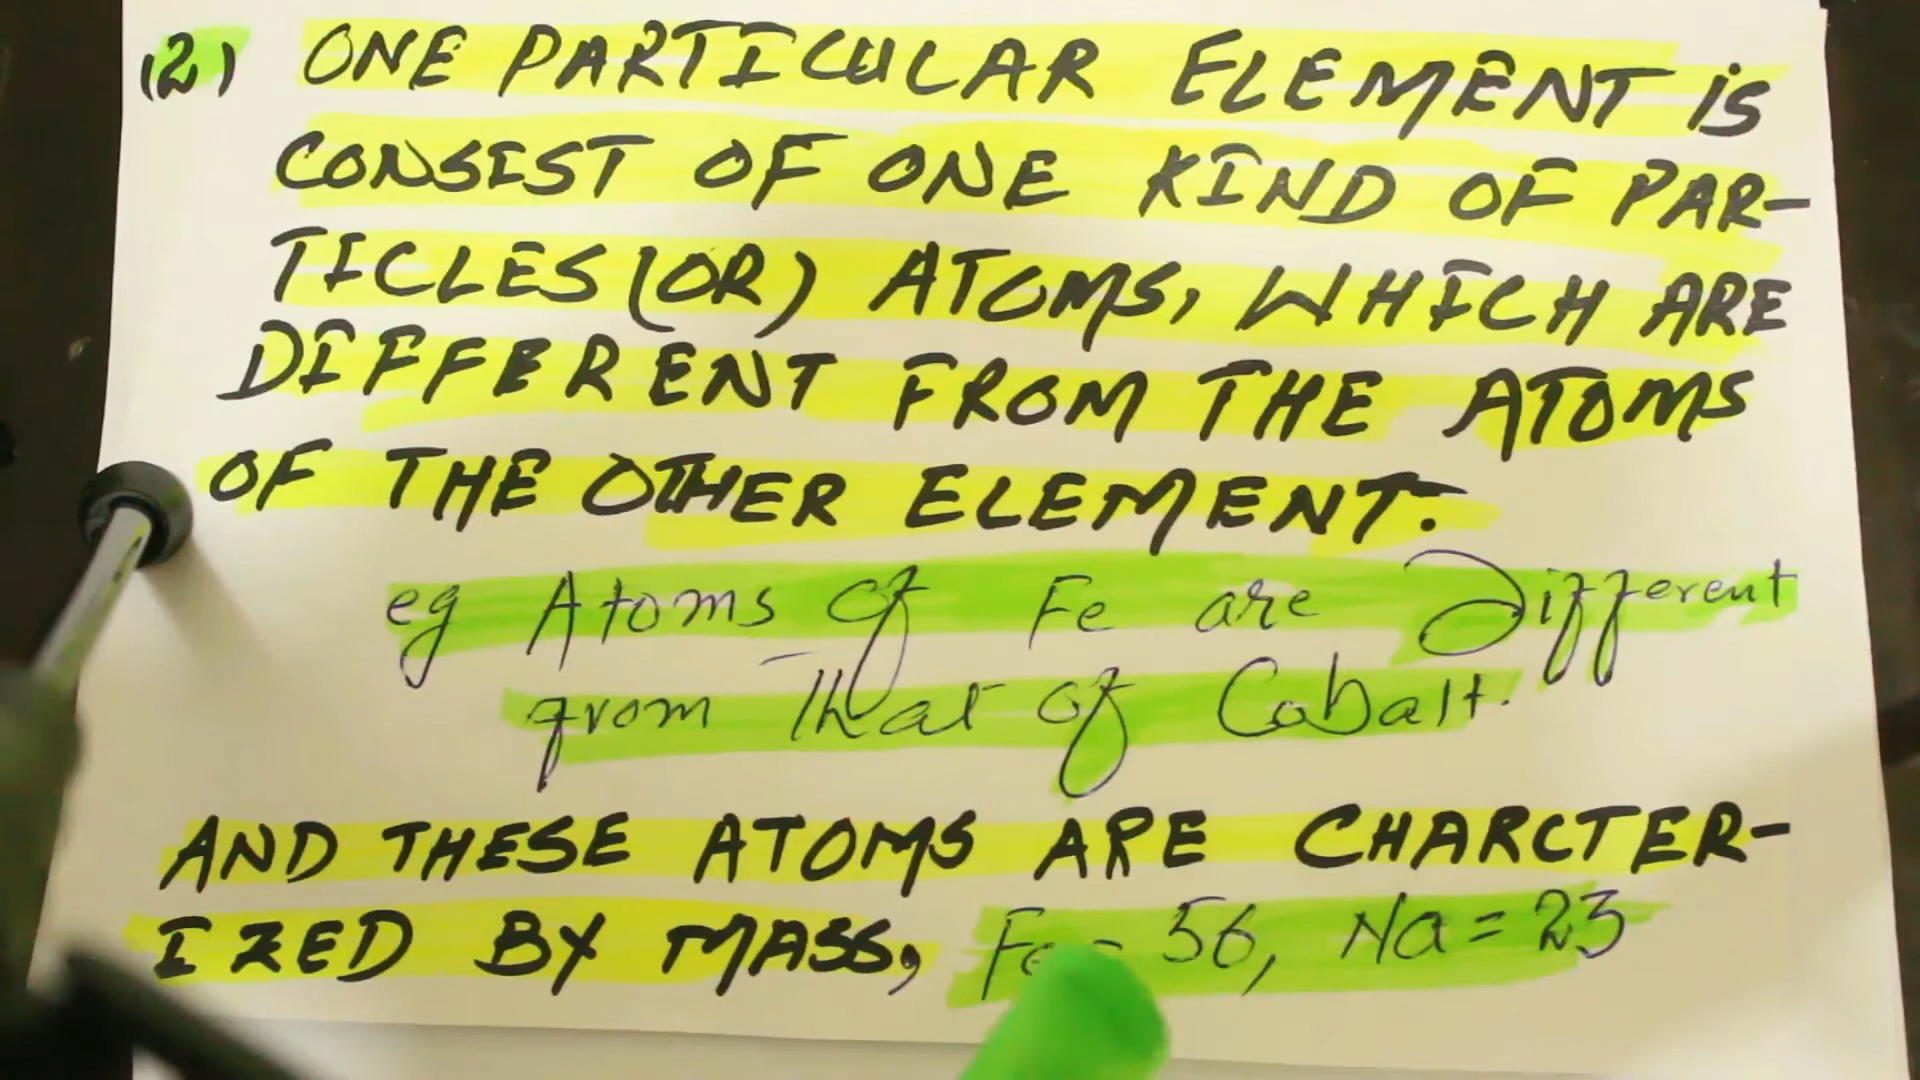 (2) ONE PARTICULAR ELEMENT IS
CONSIST OF ONE KIND OF PAR-
TICLES (OR) ATOMS, WHICH ARE
DIFFERENT FROM THE ATOMS
OF THE OTHER ELEMENT.
eg Atoms of Fe are Different
from That of Cobalt.
AND THESE ATOMS ARE CHARCTER-
IZED BY MASS, Fe = 56, Na = 23